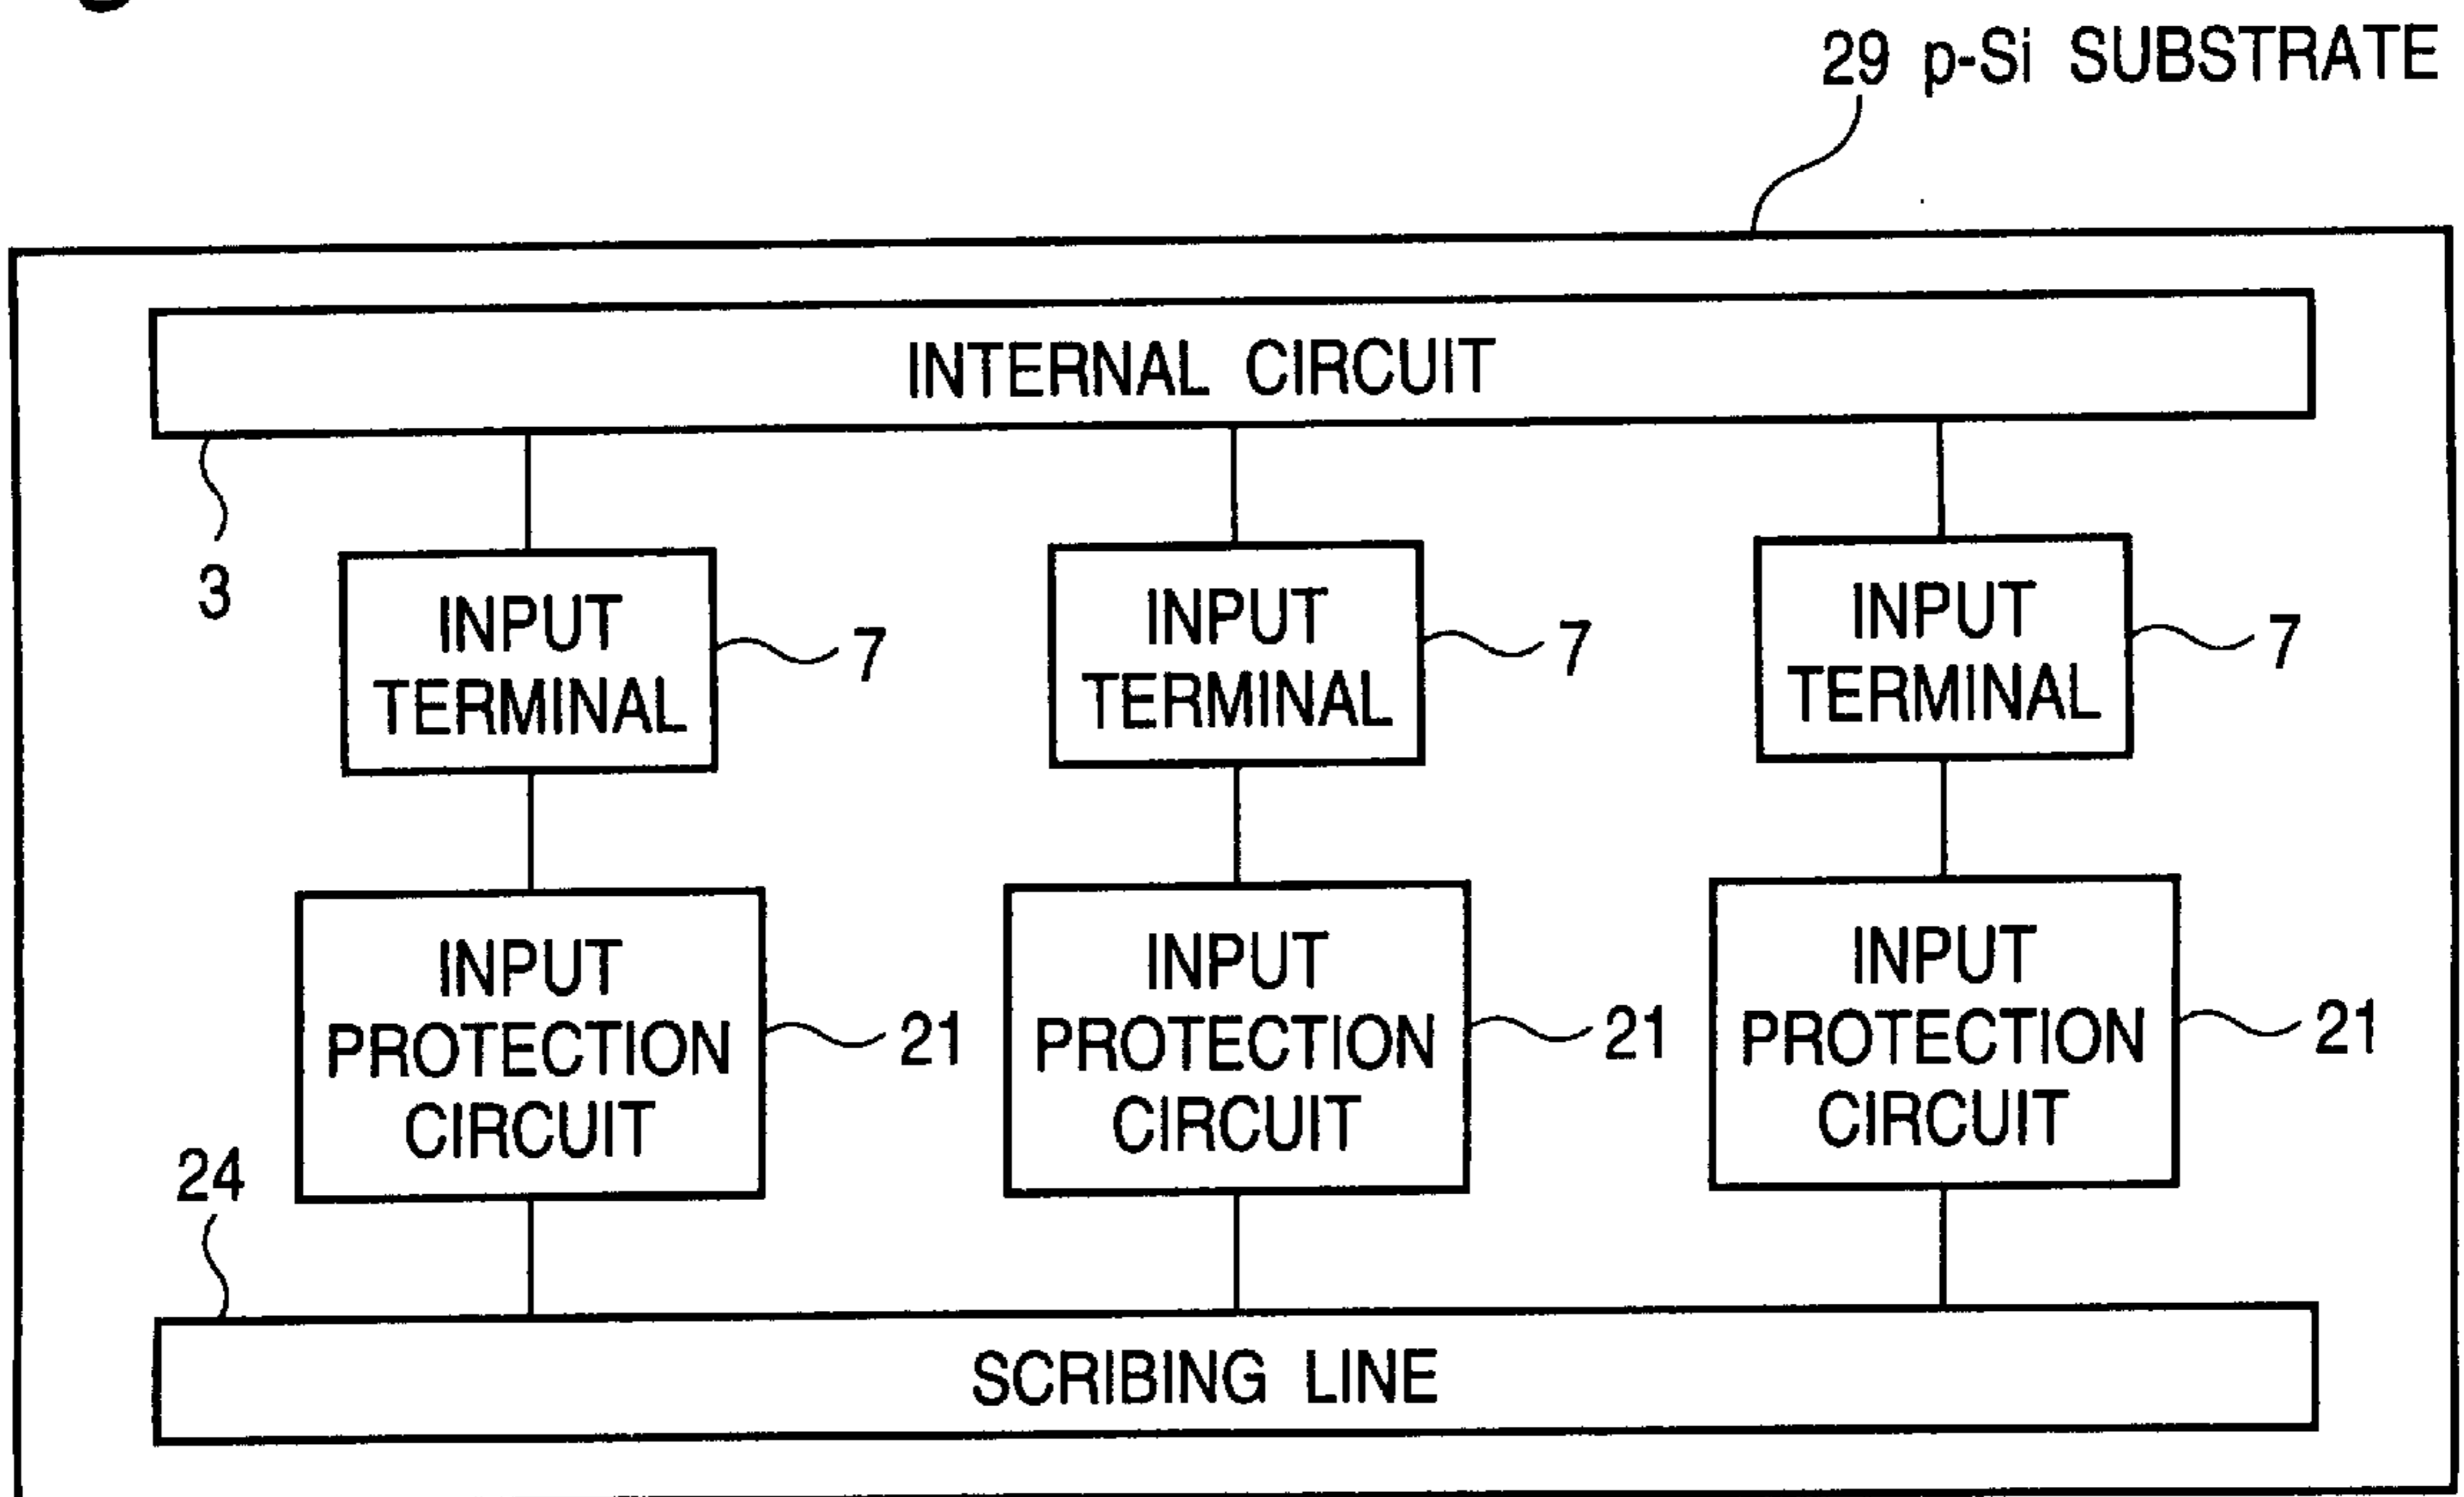 29 p-Si SUBSTRATE
INTERNAL CIRCUIT
3
INPUT
TERMINAL
7
INPUT
TERMINAL
7
INPUT
TERMINAL
7
INPUT
PROTECTION
CIRCUIT
21
INPUT
PROTECTION
CIRCUIT
21
INPUT
PROTECTION
CIRCUIT
21
24
SCRIBING LINE